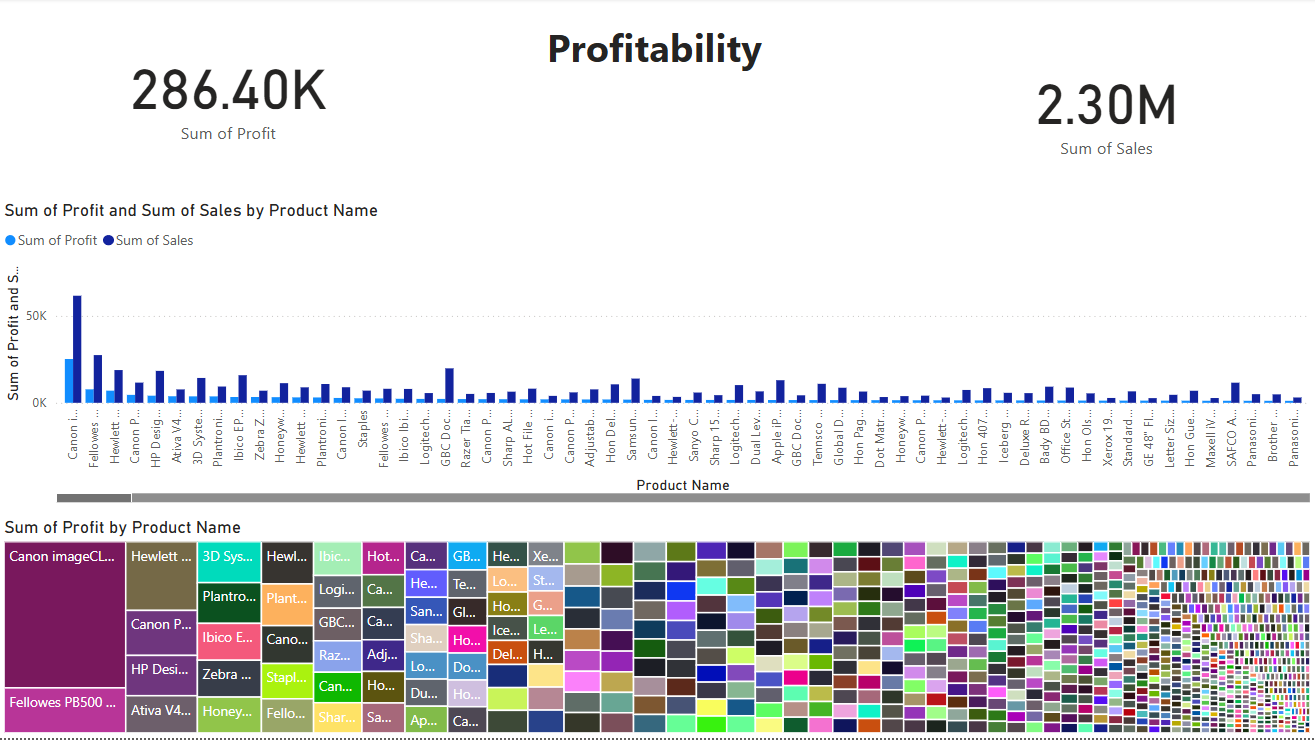 Profitability
286.40K
Sum of Profit
2.30M
Sum of Sales
Sum of Profit and Sum of Sales by Product Name
Sum of Profit
Sum of Sales
Sum of Profit and S...
50K
0K
Canon i...
Fellowes ...
Hewlett ...
Canon P...
HP Desig...
Ativa V4...
3D Syste...
Plantroni...
Ibico EP...
Zebra Z...
Honeyw...
Hewlett ...
Plantroni...
Canon I...
Staples
Fellowes ...
Ibico Ibi...
Logitech...
GBC Doc...
Razer Tia...
Canon P...
Sharp AL...
Hot File...
Canon I...
Canon P...
Adjustab...
Hon Del...
Samsun...
Canon I...
Hewlett-...
Sanyo C...
Sharp 15...
Logitech...
Dual Lev...
Apple iP...
GBC Doc...
Tennsco ...
Global D...
Hon Pag...
Dot Matr...
Honeyw...
Canon P...
Hewlett-...
Logitech...
Hon 407...
Iceberg ...
Deluxe R...
Bady BD...
Office St...
Hon Ols...
Xerox 19...
Standard...
GE 48" Fl...
Letter Siz...
Hon Gue...
Maxell iV...
SAFCO A...
Panasoni...
Brother ...
Panasoni...
Product Name
Sum of Profit by Product Name
Canon imageCL...
Fellowes PB500 ...
Hewlett ...
Canon P...
HP Desi...
Ativa V4...
3D Sys...
Plantro...
Ibico E...
Zebra ...
Honey...
Hewl...
Plant...
Cano...
Stapl...
Fello...
Ibic...
Logi...
GBC...
Raz...
Can...
Shar...
Hot...
Ca...
Ca...
Adj...
Ho...
Sa...
Ca...
He...
San...
Sha...
Lo...
Du...
Ap...
GB...
Te...
Gl...
Ho...
Do...
Ho...
Ca...
He...
Lo...
Ho...
Ice...
Del...
Xe...
St...
G...
Le...
H...